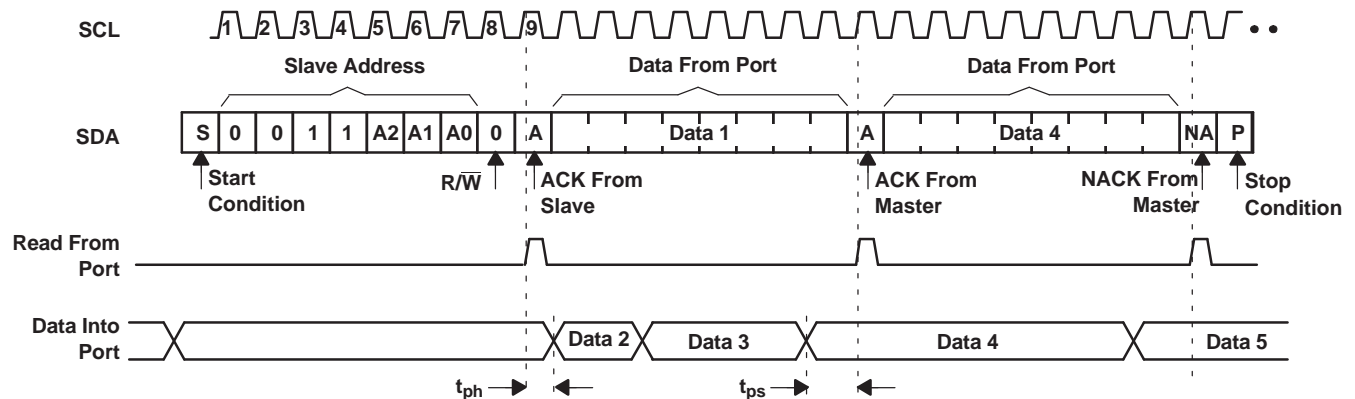 SCL
1 2 3 4 5 6 7 8 9
Slave Address
Data From Port
Data From Port
SDA
S 0 0 1 1 A2 A1 A0 0 A Data 1 A Data 4 NA P
Start
Condition
R/W
ACK From
Slave
ACK From
Master
NACK From
Master
Stop
Condition
Read From
Port
Data Into
Port
Data 2
Data 3
Data 4
Data 5
tph
tps